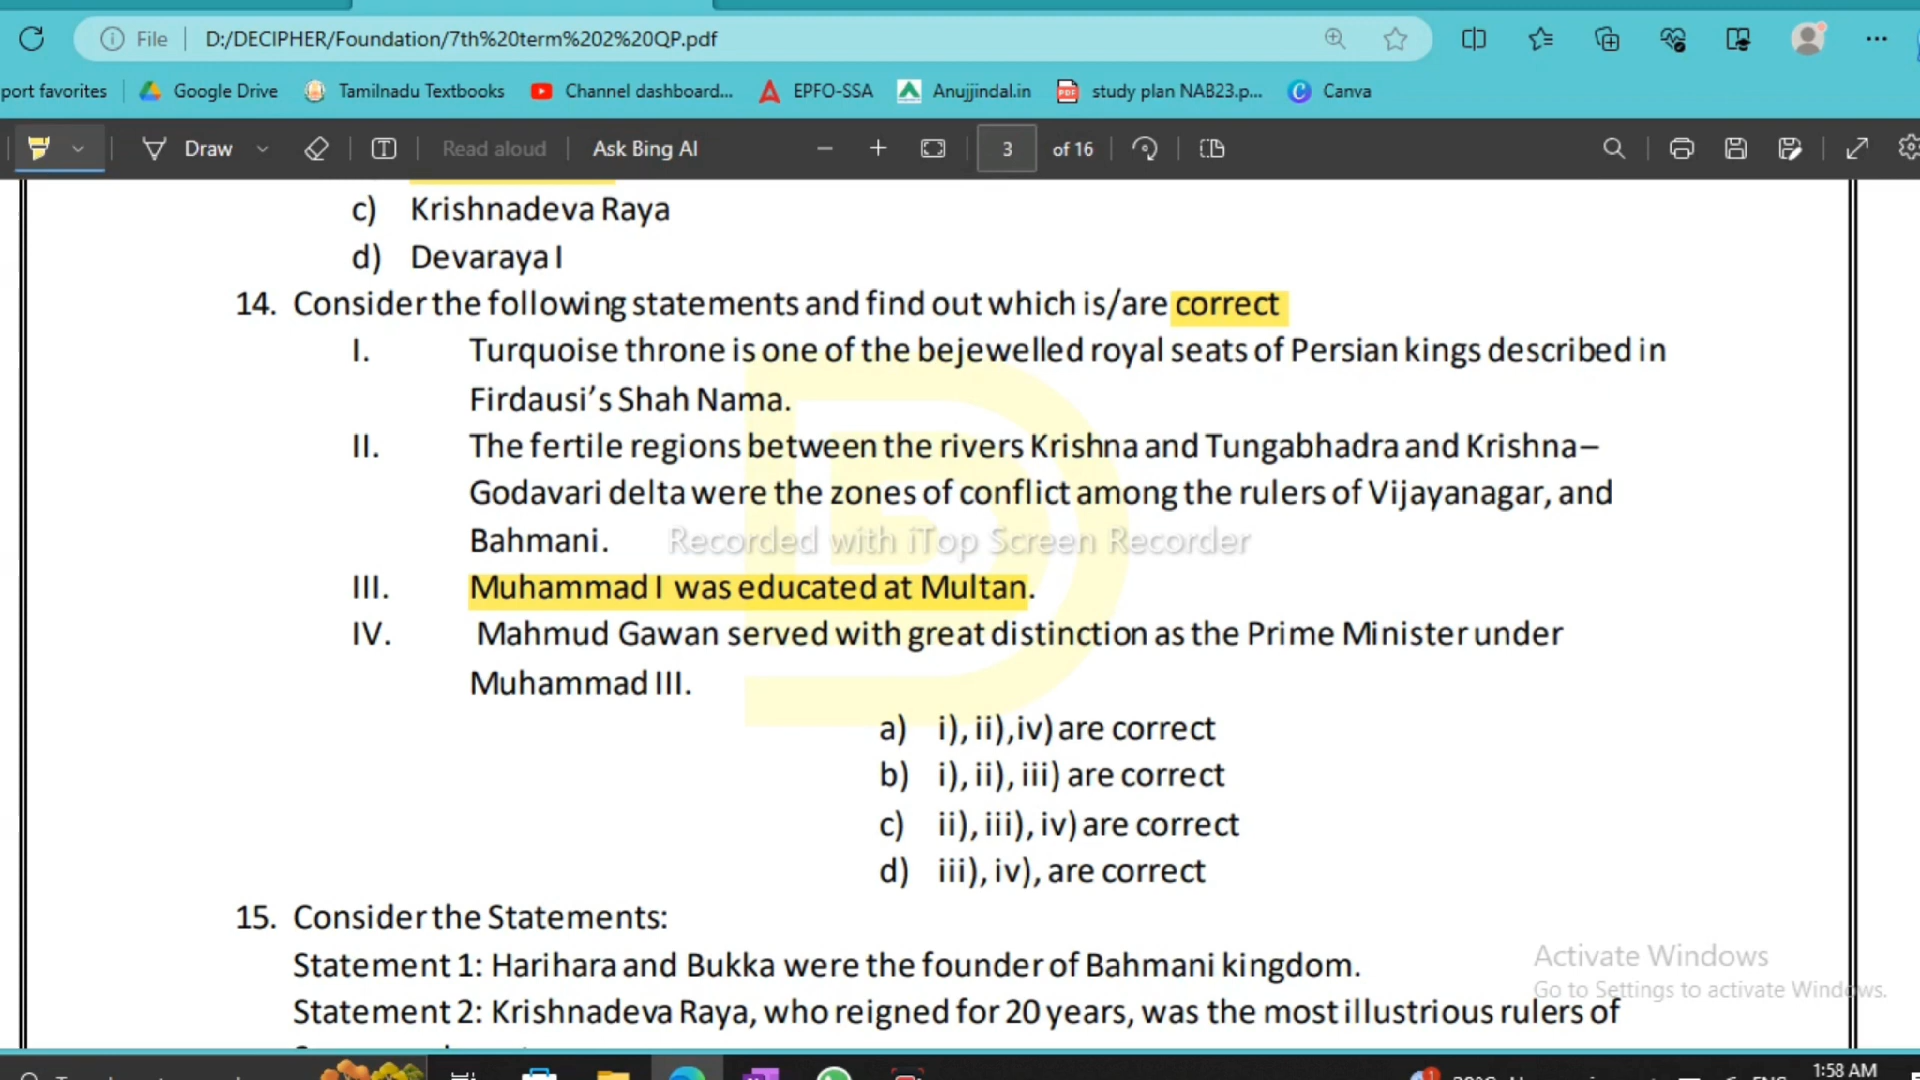 File D:/DECIPHER/Foundation/7th%20term%202%20QP.pdf
port favorites Google Drive Tamilnadu Textbooks Channel dashboard... EPFO-SSA Anujjindal.in study plan NAB23.p... Canva
Draw Read aloud Ask Bing AI 3 of 16
c) Krishnadeva Raya
d) Devaraya I
14. Consider the following statements and find out which is/are correct
I. Turquoise throne is one of the bejewelled royal seats of Persian kings described in
Firdausi’s Shah Nama.
II. The fertile regions between the rivers Krishna and Tungabhadra and Krishna–
Godavari delta were the zones of conflict among the rulers of Vijayanagar, and
Bahmani.
Recorded with iTop Screen Recorder
III. Muhammad I was educated at Multan.
IV. Mahmud Gawan served with great distinction as the Prime Minister under
Muhammad III.
a) i), ii),iv) are correct
b) i), ii), iii) are correct
c) ii), iii), iv) are correct
d) iii), iv), are correct
15. Consider the Statements:
Statement 1: Harihara and Bukka were the founder of Bahmani kingdom.
Statement 2: Krishnadeva Raya, who reigned for 20 years, was the most illustrious rulers of
Activate Windows
Go to Settings to activate Windows.
1:58 AM